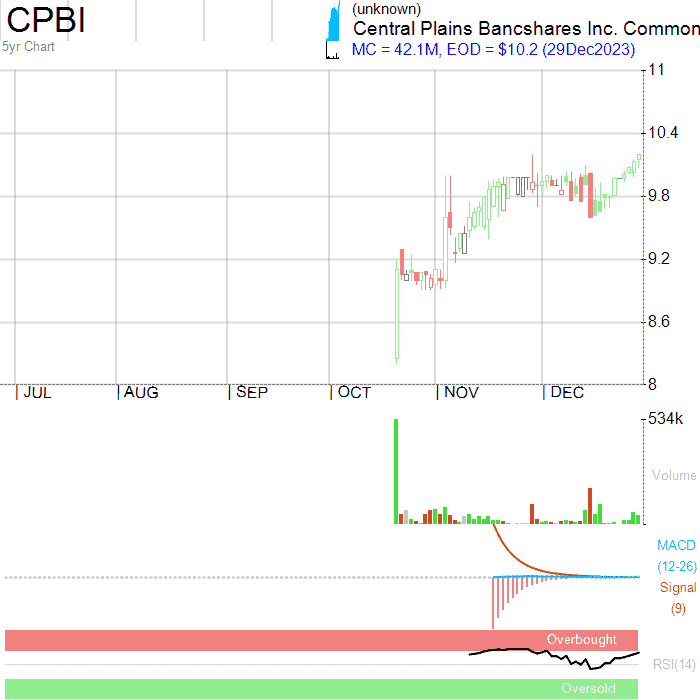 CPBI
5yr Chart
(unknown)
Central Plains Bancshares Inc. Common
MC = 42.1M, EOD = $10.2 (29Dec2023)
11
10.4
9.8
9.2
8.6
8
JUL AUG SEP OCT NOV DEC
534k
Volume
MACD
(12-26)
Signal
(9)
Overbought
RSI(14)
Oversold